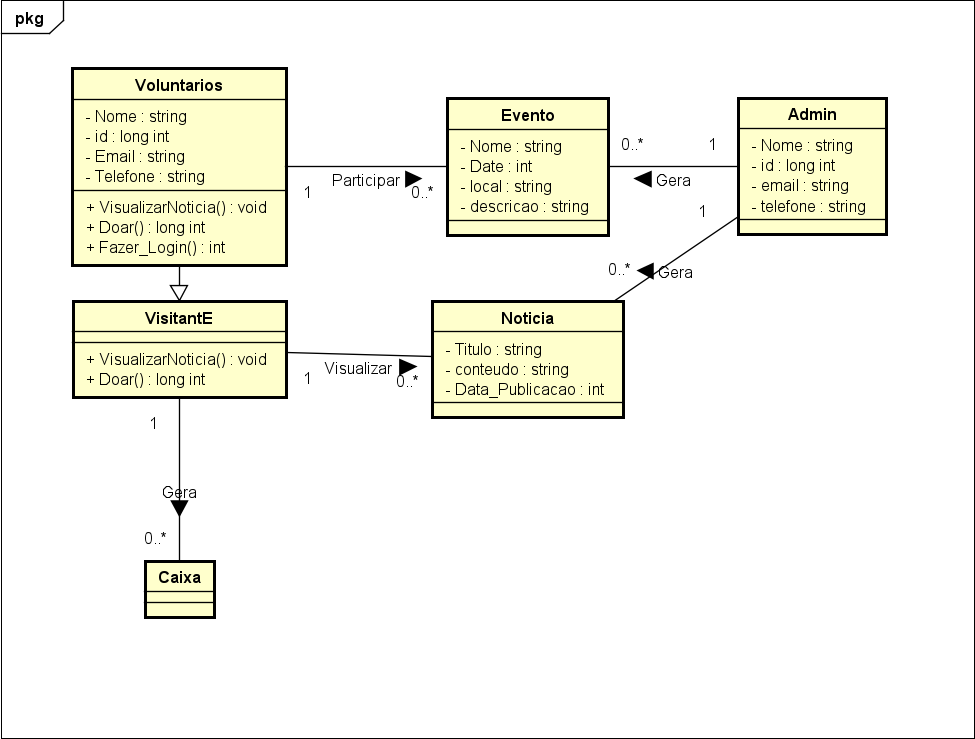 pkg
Voluntarios
- Nome : string
- id : long int
- Email : string
- Telefone : string
+ VisualizarNoticia() : void
+ Doar() : long int
+ Fazer_Login() : int
1
Participar
0..*
Evento
- Nome : string
- Date : int
- local : string
- descricao : string
0..*
1
Gera
Admin
- Nome : string
- id : long int
- email : string
- telefone : string
1
0..*
Gera
VisitantE
+ VisualizarNoticia() : void
+ Doar() : long int
1
Visualizar
0..*
Noticia
- Titulo : string
- conteudo : string
- Data_Publicacao : int
1
Gera
0..*
Caixa